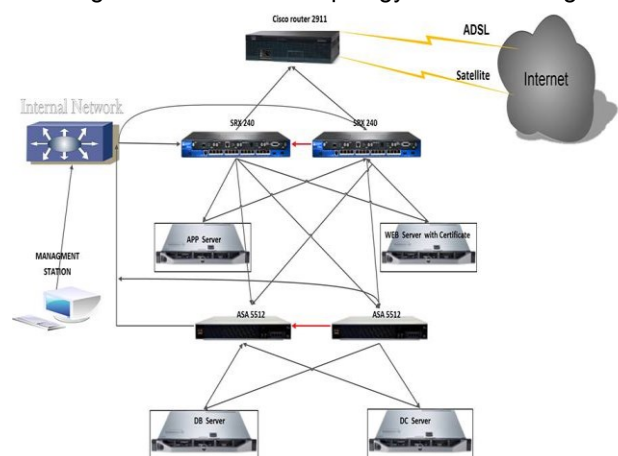 Cisco router 2911
ADSL
Satellite
Internet
Internal Network
SRX 240
SRX 240
APP Server
WEB Server with Certificate
MANAGMENT
STATION
ASA 5512
ASA 5512
DB Server
DC Server